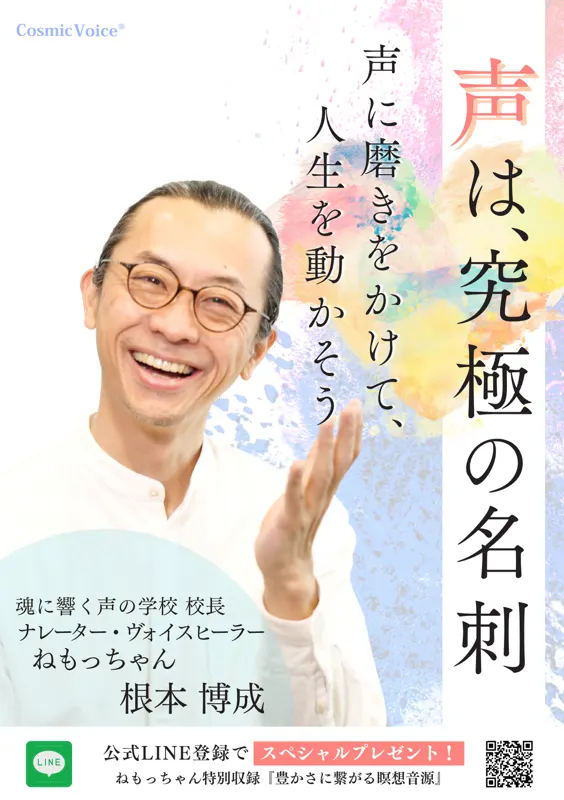 CosmicVoice®
声は、究極の名刺
声に磨きをかけて、
人生を動かそう
魂に響く声の学校 校長
ナレーター・ヴォイスヒーラー
ねもっちゃん
根本 博成
LINE
公式LINE登録で スペシャルプレゼント！
ねもっちゃん特別収録『豊かさに繋がる瞑想音源』